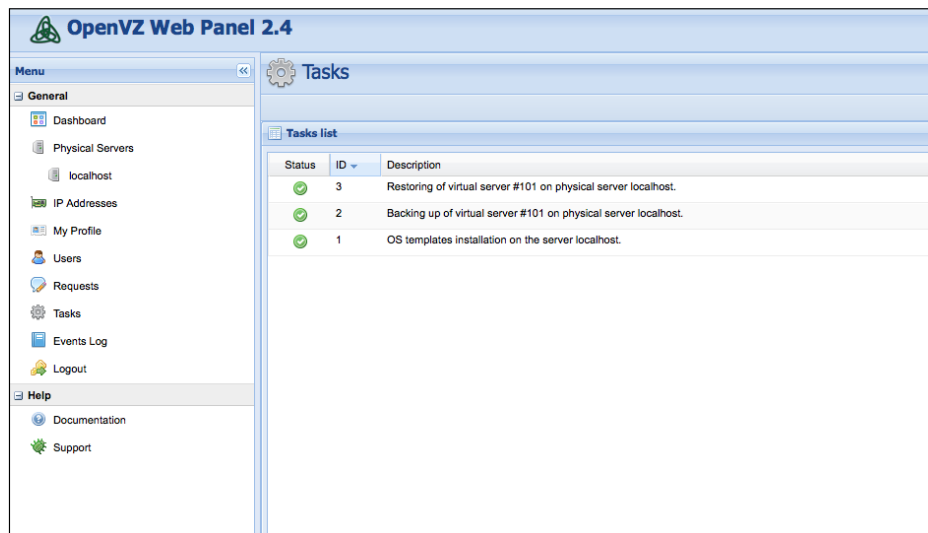 OpenVZ Web Panel 2.4
Menu
General
Dashboard
Physical Servers
localhost
IP Addresses
My Profile
Users
Requests
Tasks
Events Log
Logout
Help
Documentation
Support
Tasks
Tasks list
Status ID Description
3 Restoring of virtual server #101 on physical server localhost.
2 Backing up of virtual server #101 on physical server localhost.
1 OS templates installation on the server localhost.